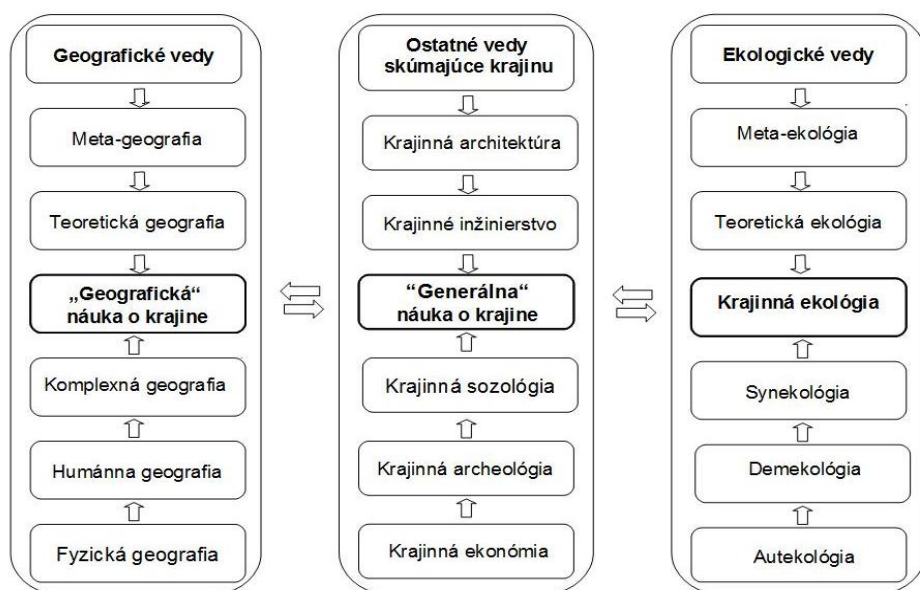 Geografické vedy
Meta-geografia
Teoretická geografia
„Geografická“
náuka o krajine
Komplexná geografia
Humánna geografia
Fyzická geografia
Ostatné vedy
skúmajúce krajinu
Krajinná architektúra
Krajinné inžinierstvo
“Generálna“
náuka o krajine
Krajinná sozológia
Krajinná archeológia
Krajinná ekonómia
Ekologické vedy
Meta-ekológia
Teoretická ekológia
Krajinná ekológia
Synekológia
Demekológia
Autekológia